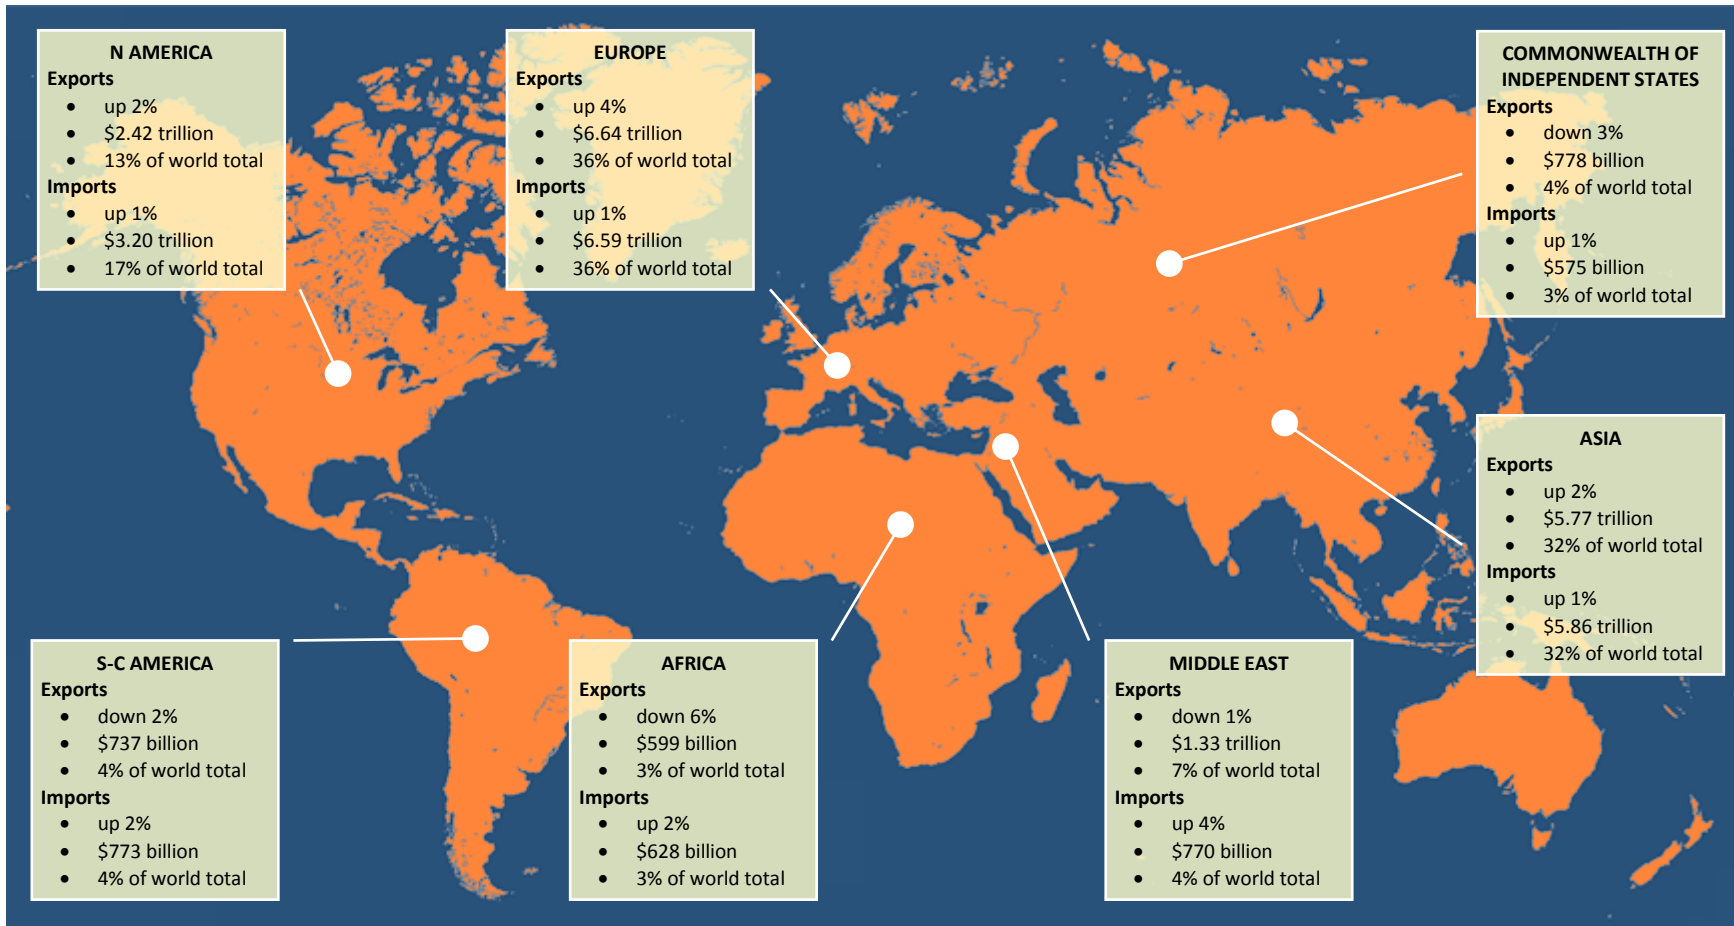 N AMERICA
Exports
• up 2%
• $2.42 trillion
• 13% of world total
Imports
• up 1%
• $3.20 trillion
• 17% of world total
EUROPE
Exports
• up 4%
• $6.64 trillion
• 36% of world total
Imports
• up 1%
• $6.59 trillion
• 36% of world total
COMMONWEALTH OF
INDEPENDENT STATES
Exports
• down 3%
• $778 billion
• 4% of world total
Imports
• up 1%
• $575 billion
• 3% of world total
ASIA
Exports
• up 2%
• $5.77 trillion
• 32% of world total
Imports
• up 1%
• $5.86 trillion
• 32% of world total
S-C AMERICA
Exports
• down 2%
• $737 billion
• 4% of world total
Imports
• up 2%
• $773 billion
• 4% of world total
AFRICA
Exports
• down 6%
• $599 billion
• 3% of world total
Imports
• up 2%
• $628 billion
• 3% of world total
MIDDLE EAST
Exports
• down 1%
• $1.33 trillion
• 7% of world total
Imports
• up 4%
• $770 billion
• 4% of world total